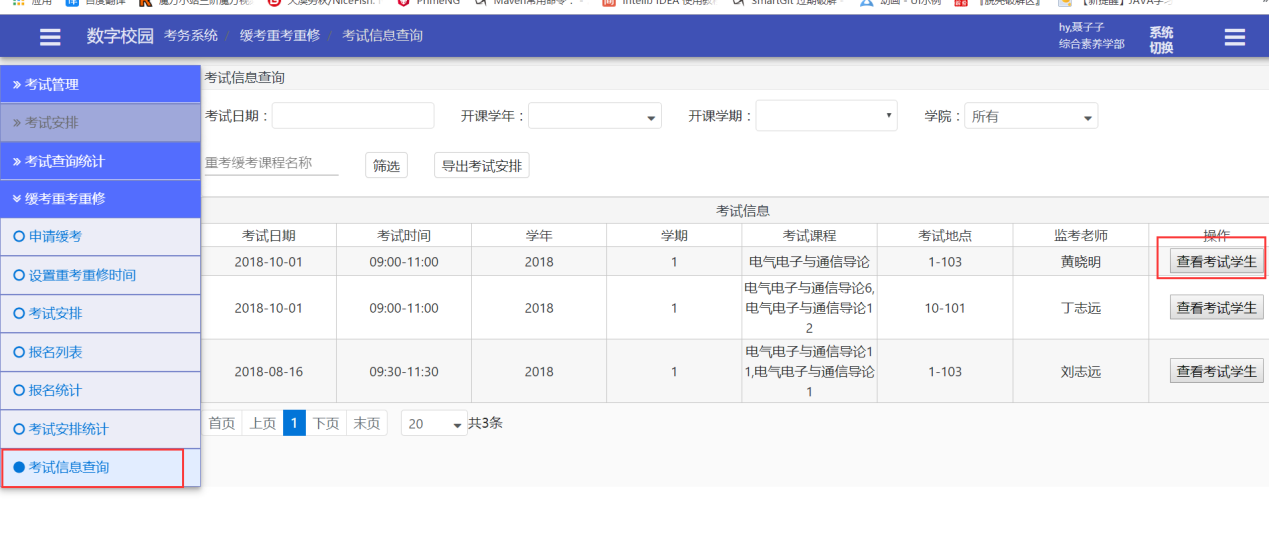 应用 百度翻译 PrimeNG
数字校园 考务系统 / 缓考重考重修 / 考试信息查询
hy,聂子子
综合素养学部
系统
切换
考试管理
考试安排
考试查询统计
缓考重考重修
申请缓考
设置重考重修时间
考试安排
报名列表
报名统计
考试安排统计
考试信息查询
考试信息查询
考试日期： 开课学年： 开课学期： 学院： 所有
重考缓考课程名称 筛选 导出考试安排
考试信息
考试日期 考试时间 学年 学期 考试课程 考试地点 监考老师 操作
2018-10-01 09:00-11:00 2018 1 电气电子与通信导论 1-103 黄晓明 查看考试学生
电气电子与通信导论6,
2018-10-01 09:00-11:00 2018 1 电气电子与通信导论1 10-101 丁志远 查看考试学生
2
电气电子与通信导论1
2018-08-16 09:30-11:30 2018 1 1,电气电子与通信导论 1-103 刘志远 查看考试学生
1
首页 上页 1 下页 末页 20 共3条